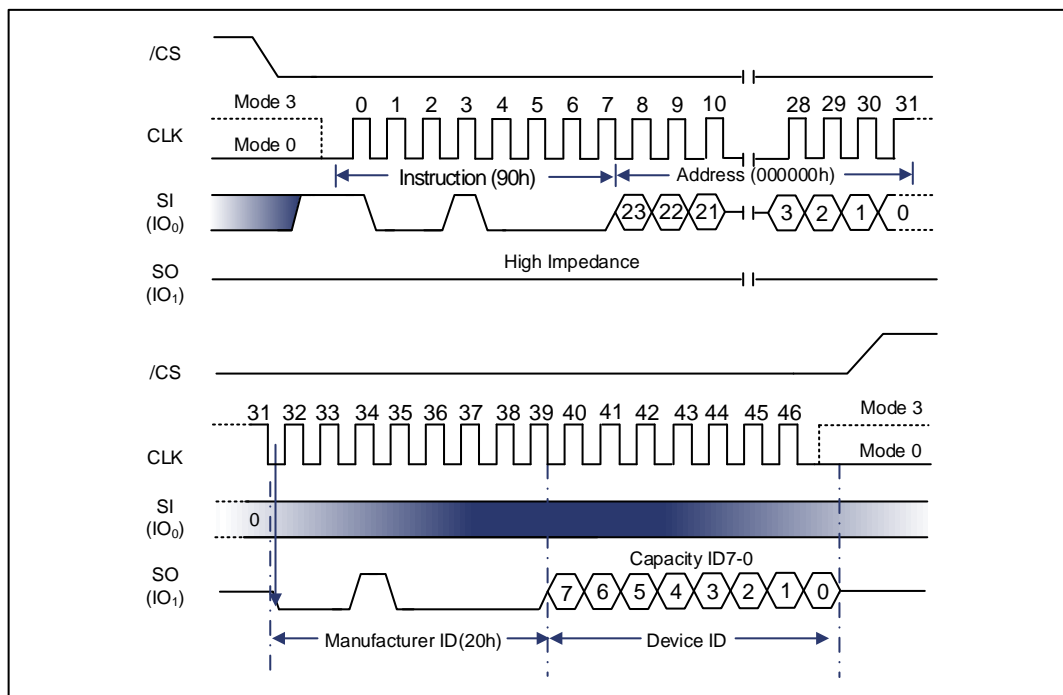 /CS
Mode 3
0 1 2 3 4 5 6 7 8 9 10 28 29 30 31
CLK
Mode 0
Instruction (90h)
Address (000000h)
SI
(IO0)
23 22 21 3 2 1 0
High Impedance
SO
(IO1)
/CS
31 32 33 34 35 36 37 38 39 40 41 42 43 44 45 46
Mode 3
CLK
Mode 0
SI
(IO0)
0
Capacity ID7-0
SO
(IO1)
7 6 5 4 3 2 1 0
Manufacturer ID(20h)
Device ID